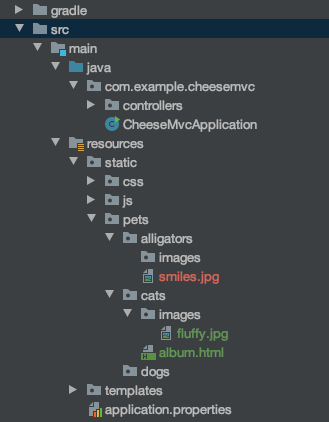 gradle
src
main
java
com.example.cheesemvc
controllers
CheeseMvcApplication
resources
static
css
js
pets
alligators
images
smiles.jpg
cats
images
fluffy.jpg
album.html
dogs
templates
application.properties